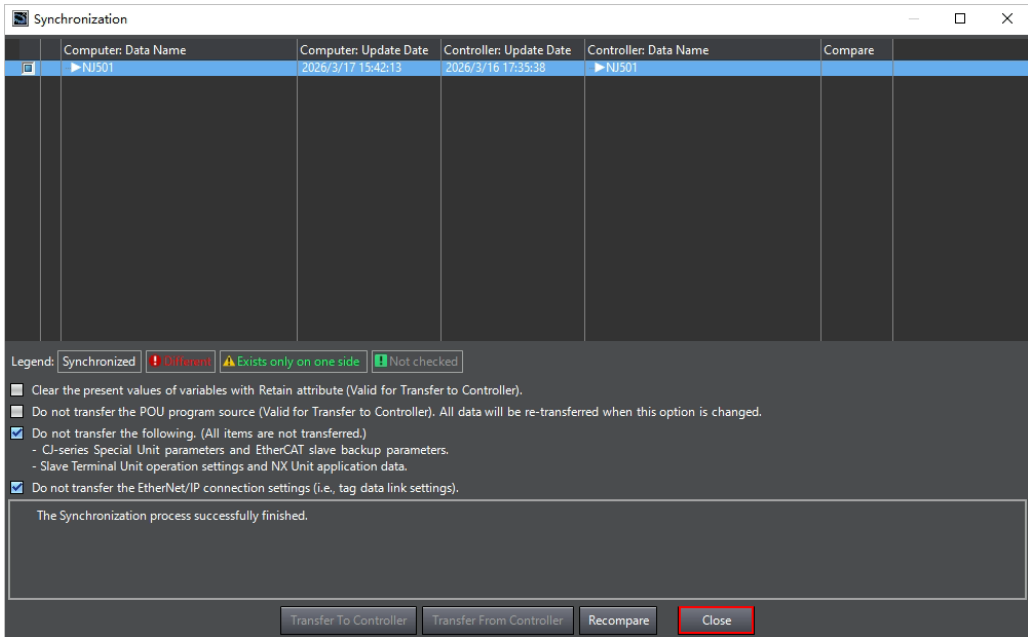 Synchronization
Computer: Data Name Computer: Update Date Controller: Update Date Controller: Data Name Compare
NJ501 2026/3/17 15:42:13 2026/3/16 17:35:38 NJ501
Legend: Synchronized Different Exists only on one side Not checked
Clear the present values of variables with Retain attribute (Valid for Transfer to Controller).
Do not transfer the POU program source (Valid for Transfer to Controller). All data will be re-transferred when this option is changed.
Do not transfer the following. (All items are not transferred.)
- CJ-series Special Unit parameters and EtherCAT slave backup parameters.
- Slave Terminal Unit operation settings and NX Unit application data.
Do not transfer the EtherNet/IP connection settings (i.e., tag data link settings).
The Synchronization process successfully finished.
Transfer To Controller Transfer From Controller Recompare Close